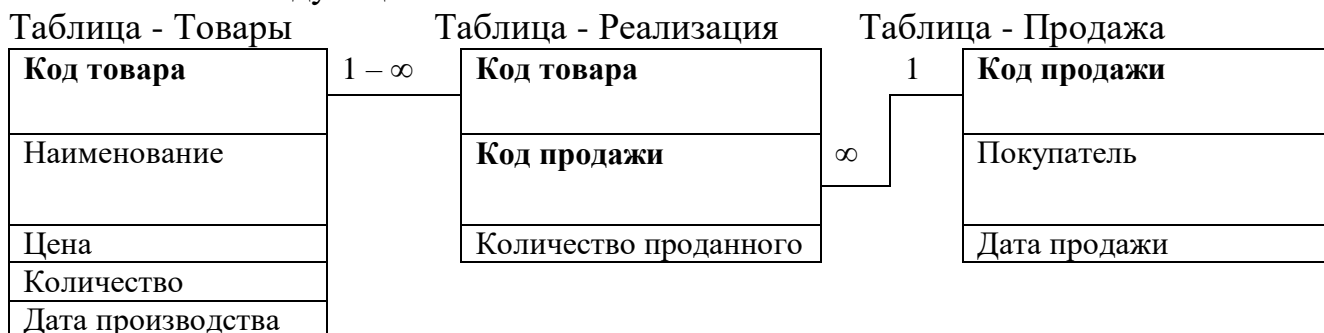 Таблица - Товары Таблица - Реализация Таблица - Продажа
Код товара 1 – ∞ Код товара 1 Код продажи
Наименование Код продажи ∞ Покупатель
Цена Количество проданного Дата продажи
Количество
Дата производства